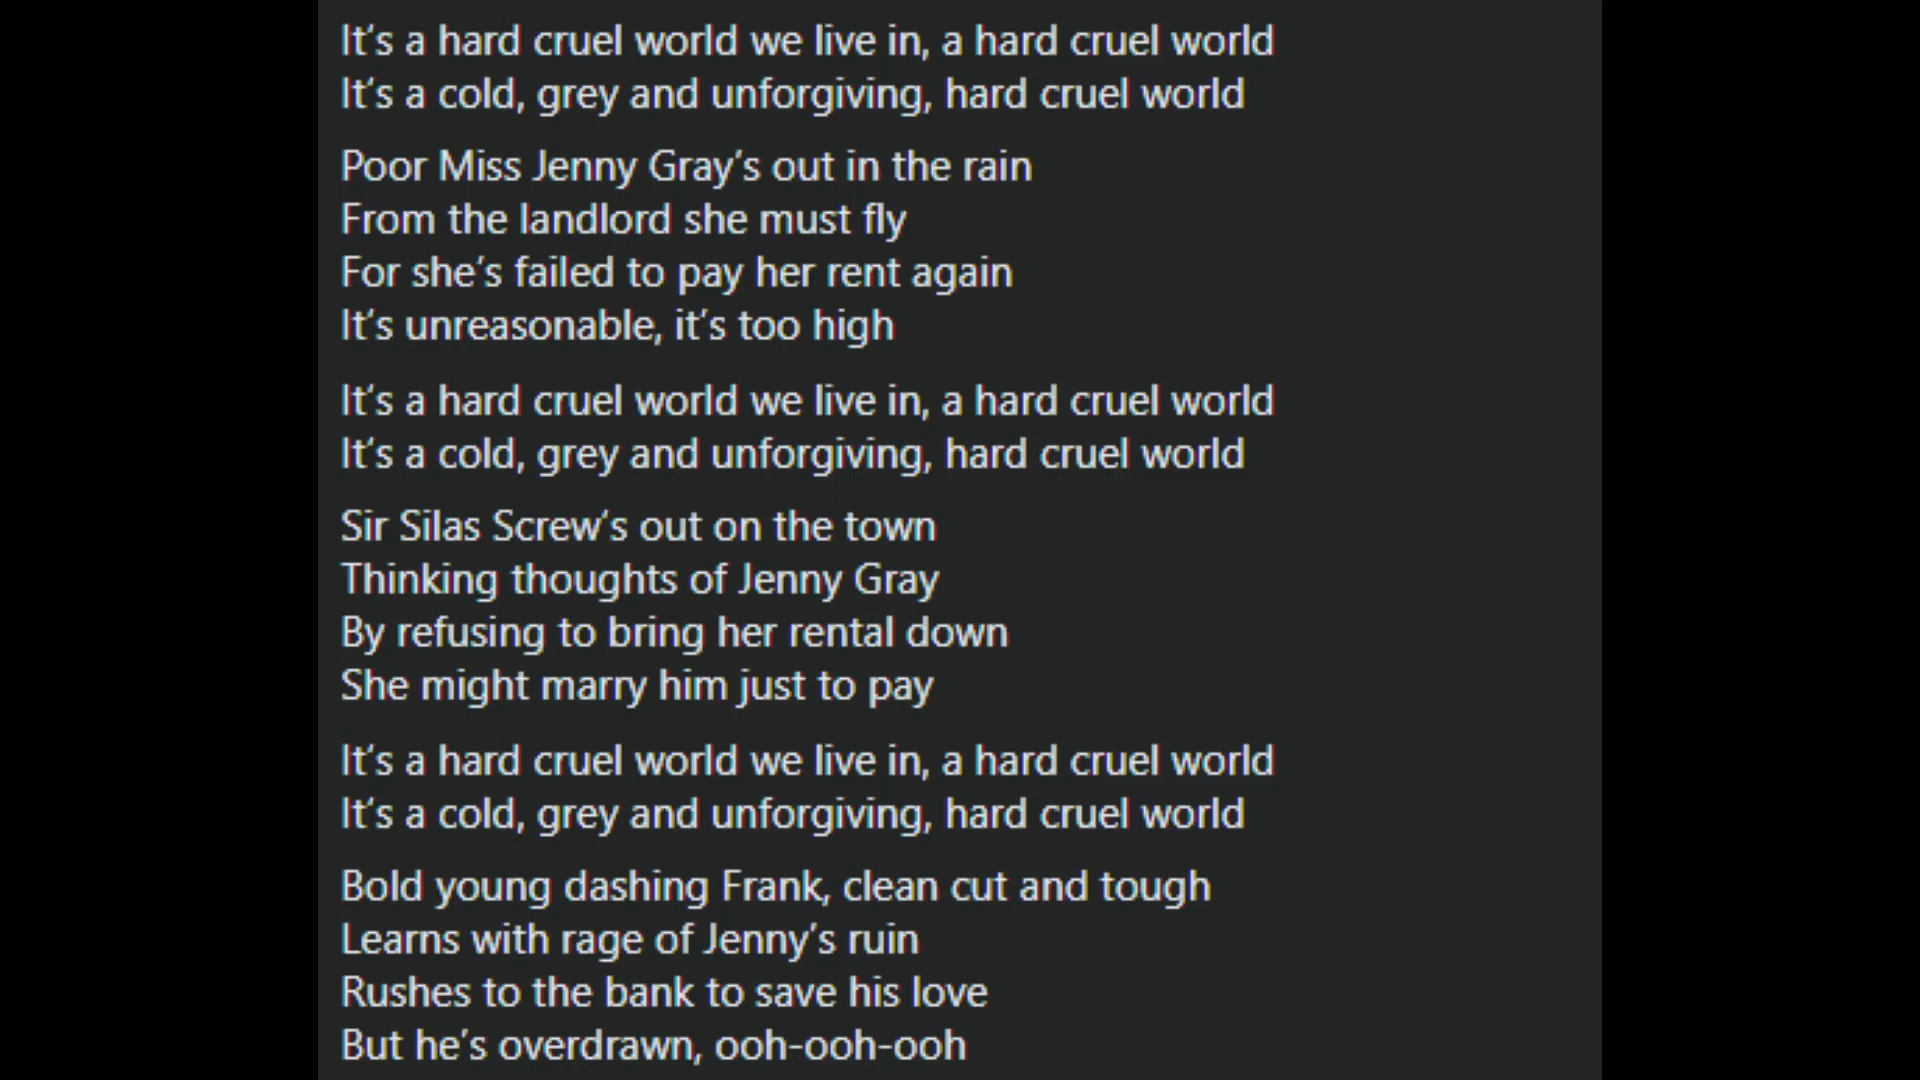 It's a hard cruel world we live in, a hard cruel world
It's a cold, grey and unforgiving, hard cruel world
Poor Miss Jenny Gray's out in the rain
From the landlord she must fly
For she's failed to pay her rent again
It's unreasonable, it's too high
It's a hard cruel world we live in, a hard cruel world
It's a cold, grey and unforgiving, hard cruel world
Sir Silas Screw's out on the town
Thinking thoughts of Jenny Gray
By refusing to bring her rental down
She might marry him just to pay
It's a hard cruel world we live in, a hard cruel world
It's a cold, grey and unforgiving, hard cruel world
Bold young dashing Frank, clean cut and tough
Learns with rage of Jenny's ruin
Rushes to the bank to save his love
But he's overdrawn, ooh-ooh-ooh